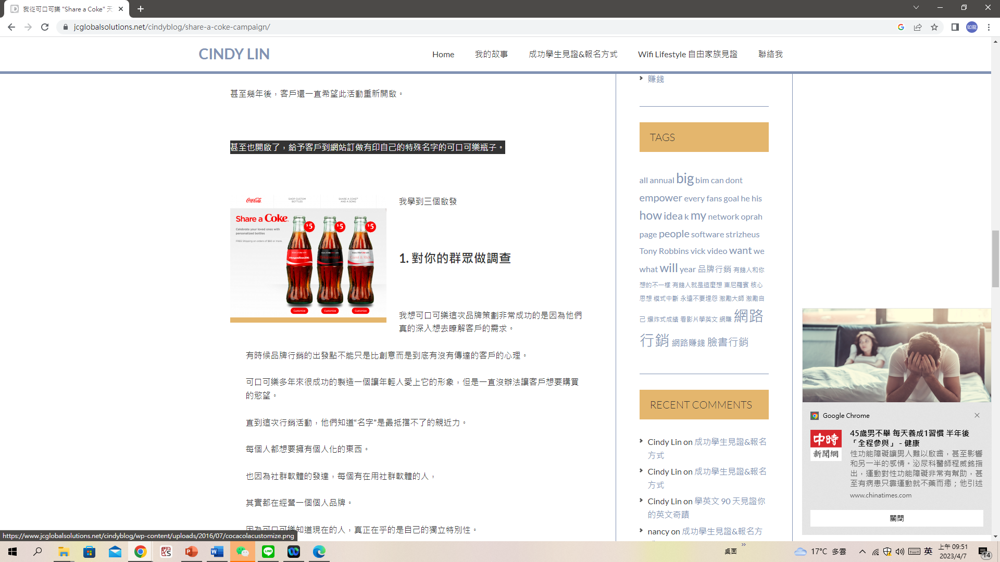 我從可口可樂 "Share a Coke" 天
jcglobalsolutions.net/cindyblog/share-a-coke-campaign/
如龍
CINDY LIN
Home
我的故事
成功學生見證&報名方式
Wifi Lifestyle 自由家族見證
聯絡我
甚至幾年後，客戶還一直希望此活動重新開啟。
甚至也開啟了，給予客戶到網站訂做有印自己的特殊名字的可口可樂瓶子。
Coca-Cola
SHOP CUSTOM
BOTTLES
SHARE A COKE®
AND A SONG
Share a Coke
Celebrate your loved ones with
personalized bottles
FREE Shipping on orders of $60 or more.
$5
$5
$5
Carol & Rick
Customize
Customize
Customize
我學到三個啟發
1. 對你的群眾做調查
我想可口可樂這次品牌策劃非常成功的是因為他們
真的深入想去瞭解客戶的需求。
有時候品牌行銷的出發點不能只是比創意而是到底有沒有傳達的客戶的心理。
可口可樂多年來很成功的製造一個讓年輕人愛上它的形象，但是一直沒辦法讓客戶想要購買
的慾望。
直到這次行銷活動，他們知道“名字”是最抵擋不了的親近力。
每個人都想要擁有個人化的東西。
也因為社群軟體的發達，每個有在用社群軟體的人，
其實都在經營一個個人品牌。
因為可口可樂知道現在的人，真正在乎的是自己的獨立特別性。
https://www.jcglobalsolutions.net/cindyblog/wp-content/uploads/2016/07/cocacolacustomize.png
賺錢
TAGS
all annual big bim can dont
empower every fans goal he his
how idea k my network oprah
page people software strizheus
Tony Robbins vick video want we
what will year 品牌行銷 有錢人和你
想的不一樣 有錢人就是這麼想 東尼羅賓 核心
思想 模式中斷 永遠不要埋怨 激勵大師 激勵自
己 爆炸式成績 看影片學英文 網賺 網路
行銷 網路賺錢 臉書行銷
RECENT COMMENTS
Cindy Lin on 成功學生見證&報名
方式
Cindy Lin on 成功學生見證&報名
方式
Cindy Lin on 學英文 90 天見證你
的英文奇蹟
nancy on 成功學生見證&報名方
Google Chrome
中時
新聞網
45歲男不舉 每天養成1習慣 半年後
「全程參與」 - 健康
性功能障礙讓男人難以啟齒，甚至影響
和另一半的感情。泌尿科醫師程威銘指
出，運動對性功能障礙非常有幫助，甚
至有病患只靠運動就不藥而癒；他引述
www.chinatimes.com
關閉
桌面
17°C 多雲
英
上午 09:51
2023/4/7
14